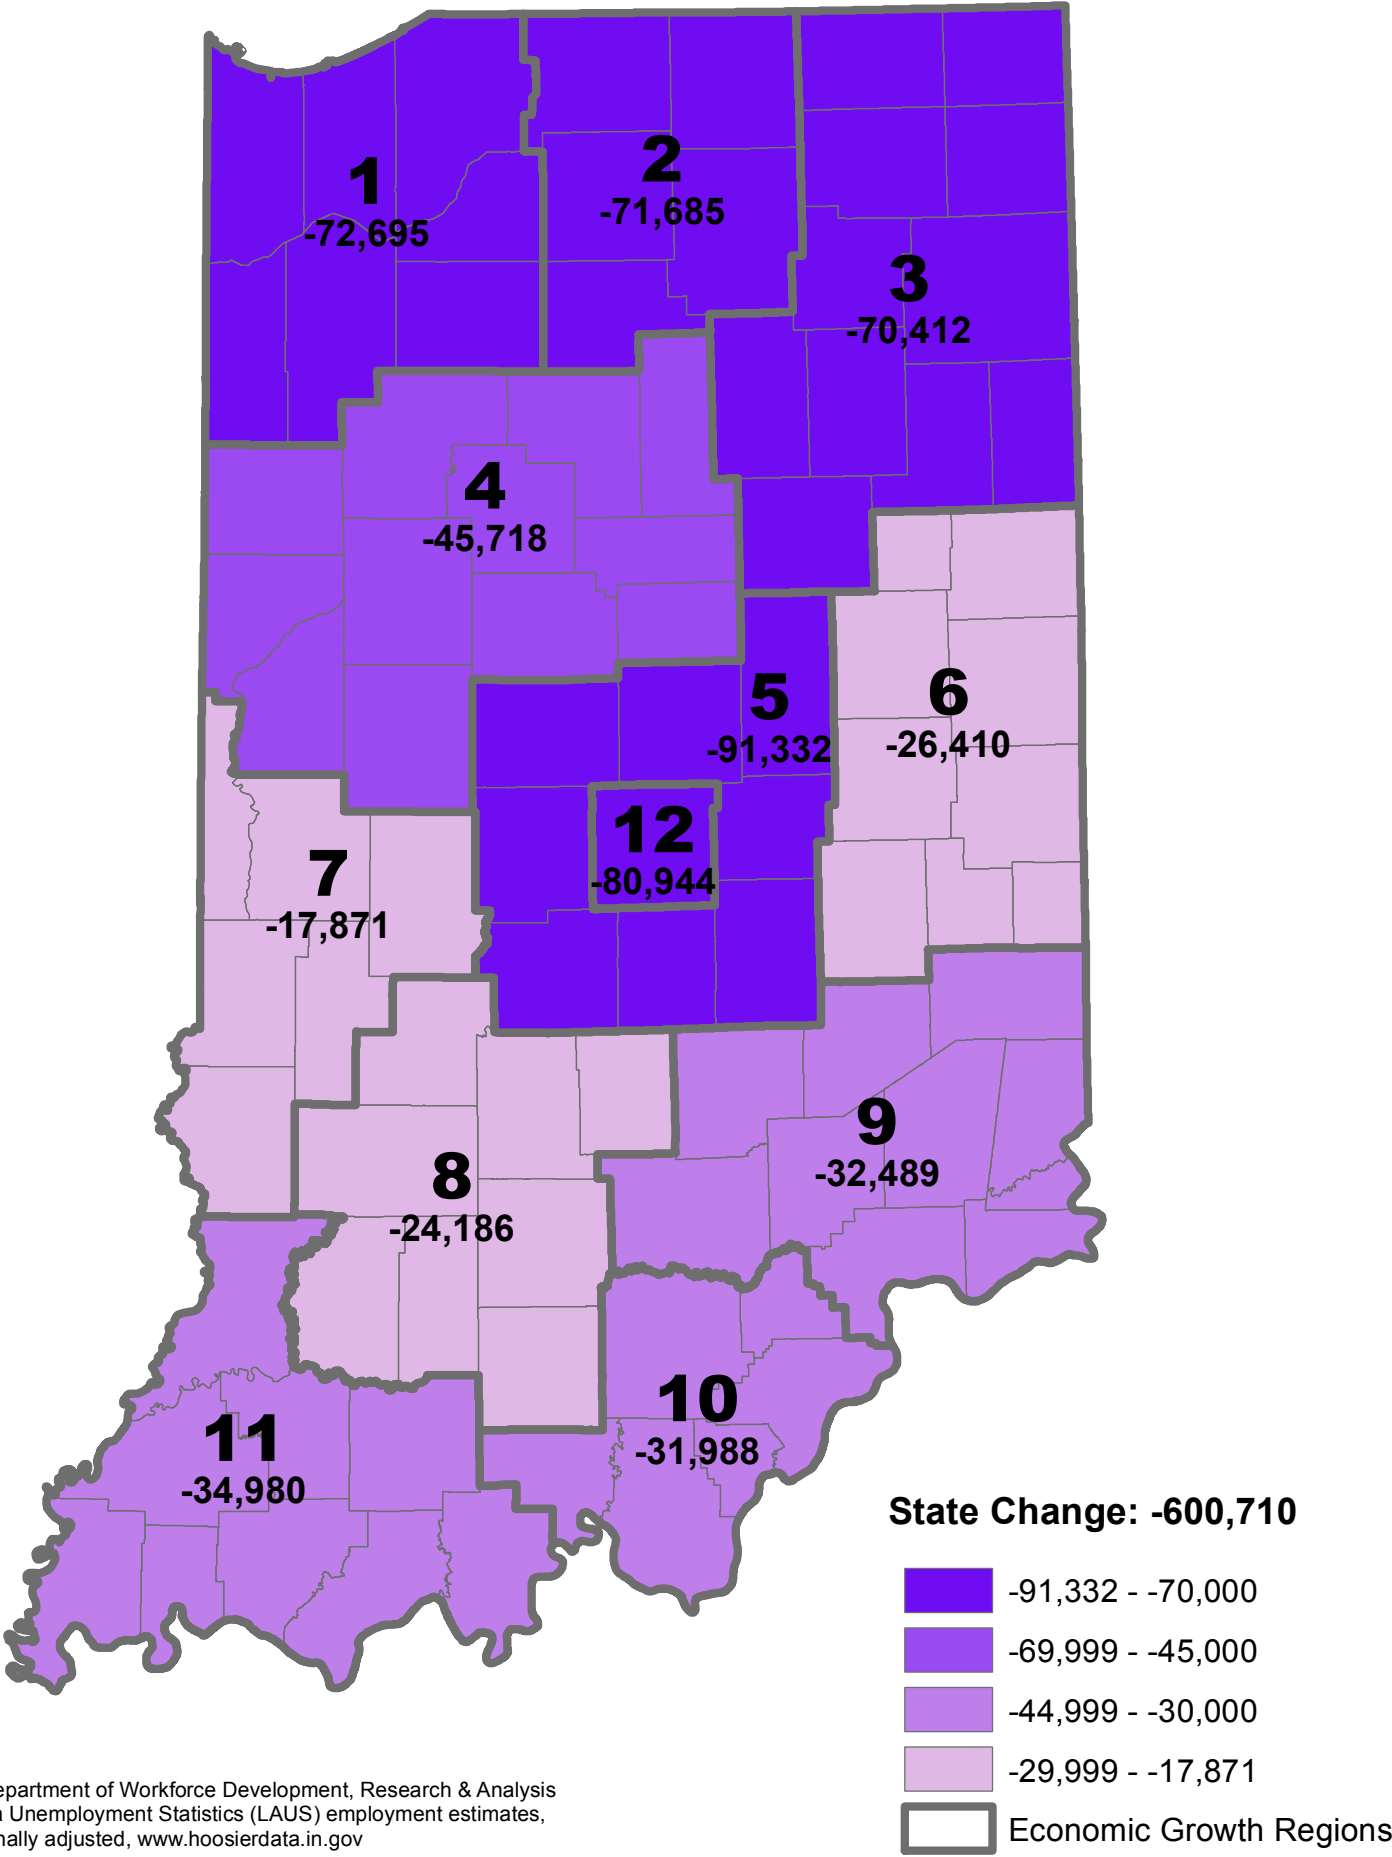 1
-72,695
2
-71,685
3
-70,412
4
-45,718
5
-91,332
6
-26,410
12
-80,944
7
-17,871
8
-24,186
9
-32,489
10
-31,988
11
-34,980
State Change: -600,710
-91,332 - -70,000
-69,999 - -45,000
-44,999 - -30,000
-29,999 - -17,871
Economic Growth Regions
of Workforce Development, Research & Analysis
Unemployment Statistics (LAUS) employment estimates,
adjusted, www.hoosierdata.in.gov